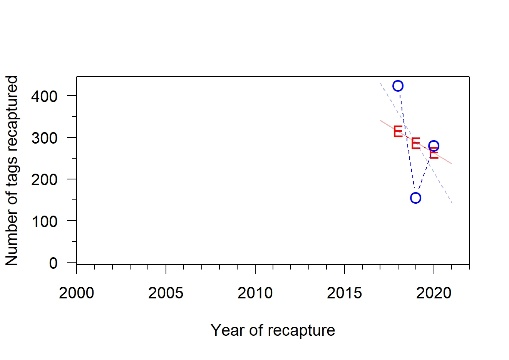 Number of tags recaptured
400
300
200
100
0
O
E
E
O
E
O
2000
2005
2010
2015
2020
Year of recapture